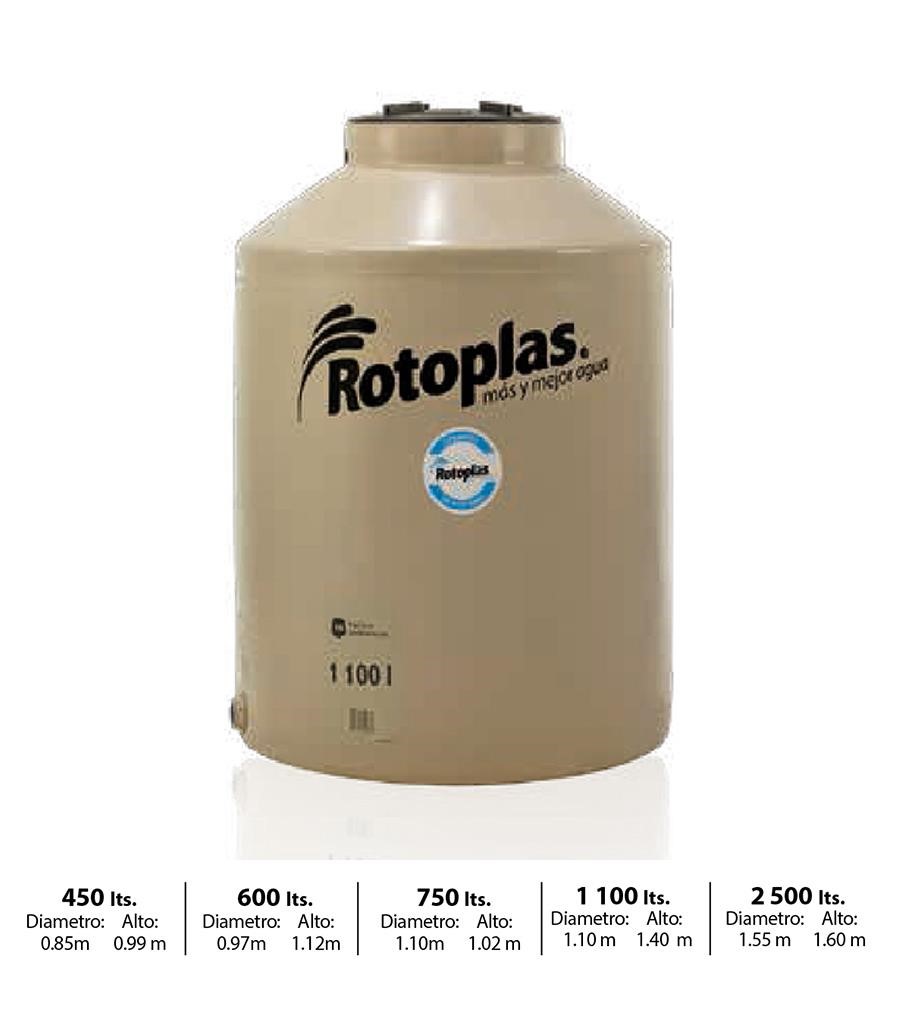 Rotoplas.
más y mejor agua
Rotoplas
1 100 l
450 lts.
Diametro: Alto:
0.85m 0.99 m
600 lts.
Diametro: Alto:
0.97m 1.12m
750 lts.
Diametro: Alto:
1.10m 1.02 m
1 100 lts.
Diametro: Alto:
1.10 m 1.40 m
2 500 lts.
Diametro: Alto:
1.55 m 1.60 m